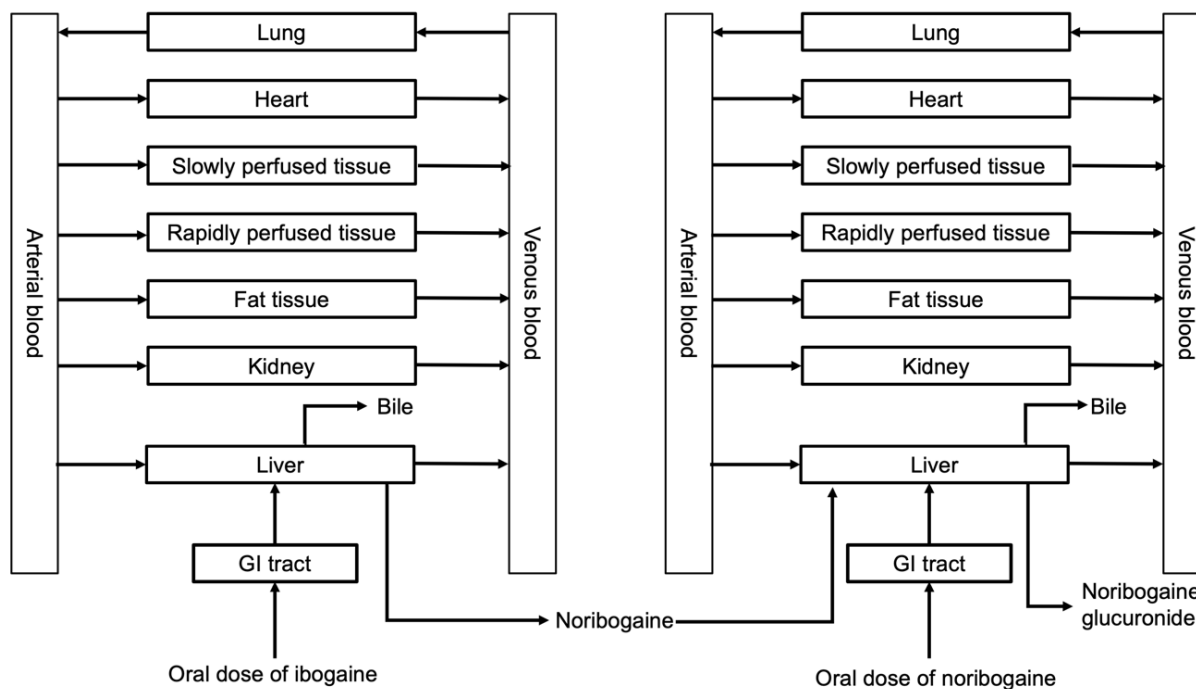 Arterial blood
Lung
Heart
Slowly perfused tissue
Rapidly perfused tissue
Fat tissue
Kidney
Bile
Liver
GI tract
Oral dose of ibogaine
Venous blood
Noribogaine
Arterial blood
Lung
Heart
Slowly perfused tissue
Rapidly perfused tissue
Fat tissue
Kidney
Bile
Liver
GI tract
Oral dose of noribogaine
Venous blood
Noribogaine
glucuronide